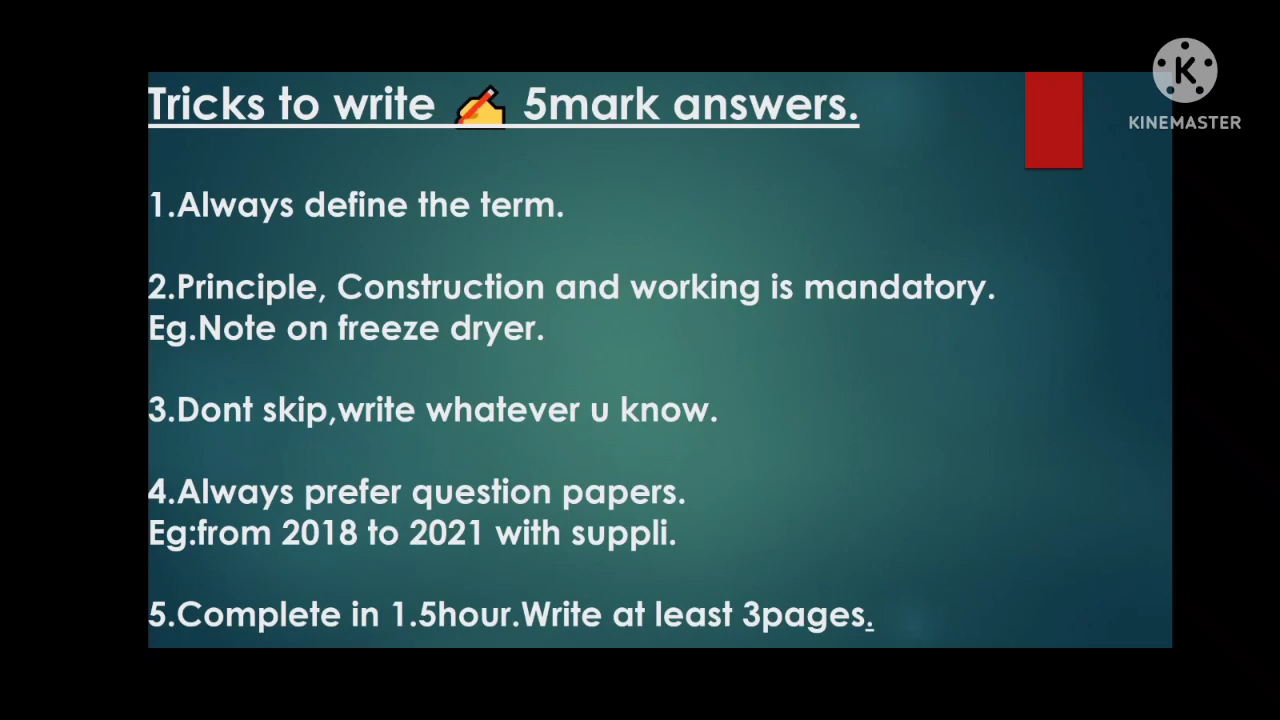 Tricks to write ✍ 5mark answers.
1.Always define the term.
2.Principle, Construction and working is mandatory.
Eg.Note on freeze dryer.
3.Dont skip,write whatever u know.
4.Always prefer question papers.
Eg:from 2018 to 2021 with suppli.
5.Complete in 1.5hour.Write at least 3pages.
K
KINEMASTER